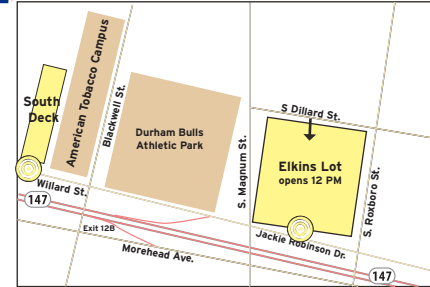 American Tobacco Campus
South
Deck
Blackwell St.
Durham Bulls
Athletic Park
S. Magnum St.
S Dillard St.
Elkins Lot
opens 12 PM
S. Roxboro St.
Willard St.
147
Exit 12B
Jackie Robinson Dr.
Morehead Ave.
147